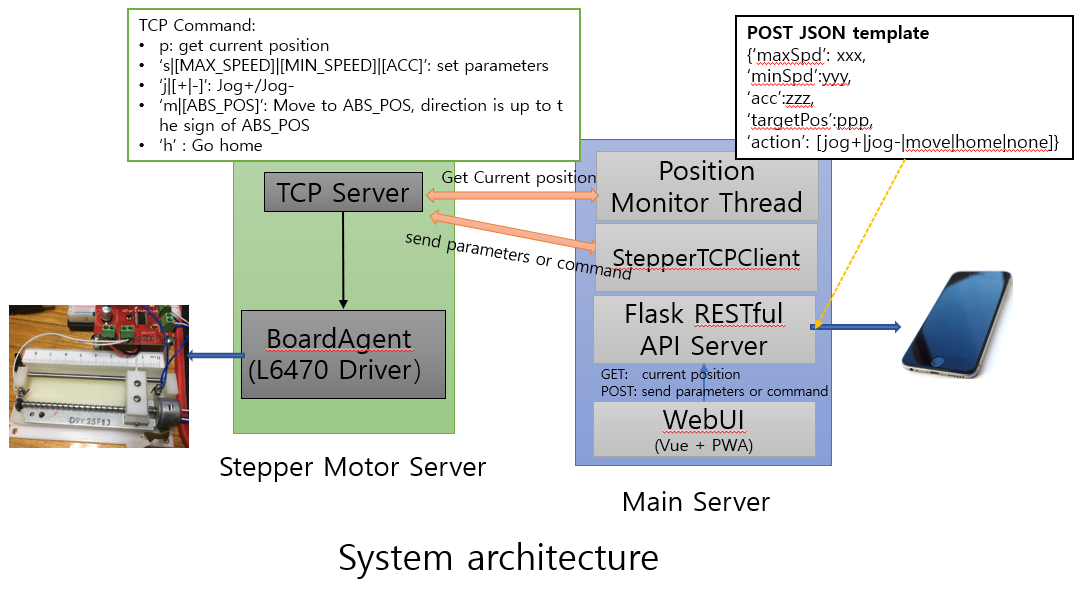 TCP Command:
• p: get current position
• ‘s|[MAX_SPEED]|[MIN_SPEED]|[ACC]’: set parameters
• ‘j|[+|-]’: Jog+/Jog-
• ‘m|[ABS_POS]’: Move to ABS_POS, direction is up to t
he sign of ABS_POS
• ‘h’ : Go home
POST JSON template
{‘maxSpd’: xxx,
‘minSpd’:yyy,
‘acc’:zzz,
‘targetPos’:ppp,
‘action’: [jog+|jog-|move|home|none]}
TCP Server
Get Current position
send parameters or command
Position
Monitor Thread
StepperTCPClient
Flask RESTful
API Server
GET: current position
POST: send parameters or command
WebUI
(Vue + PWA)
BoardAgent
(L6470 Driver)
Stepper Motor Server
Main Server
System architecture